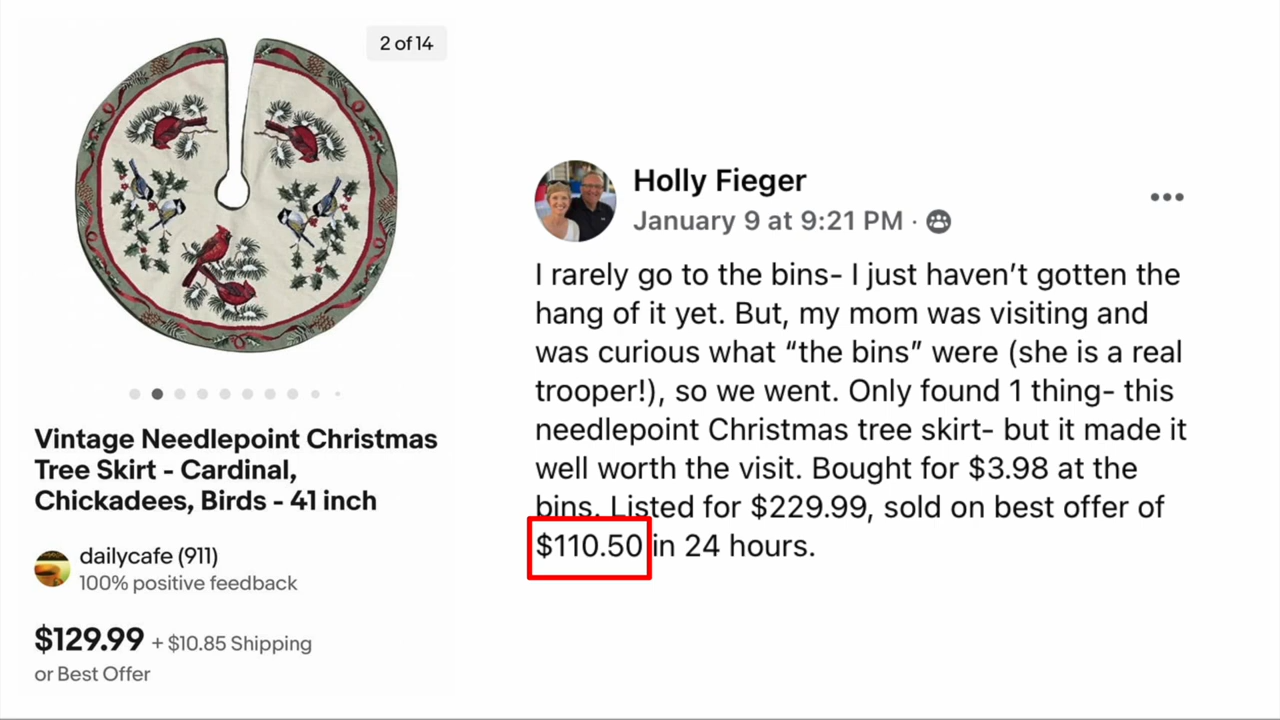 2 of 14
Vintage Needlepoint Christmas
Tree Skirt - Cardinal,
Chickadees, Birds - 41 inch
dailycafe (911)
100% positive feedback
$129.99 + $10.85 Shipping
or Best Offer
Holly Fieger
January 9 at 9:21 PM ·
I rarely go to the bins- I just haven’t gotten the
hang of it yet. But, my mom was visiting and
was curious what “the bins” were (she is a real
trooper!), so we went. Only found 1 thing- this
needlepoint Christmas tree skirt- but it made it
well worth the visit. Bought for $3.98 at the
bins. Listed for $229.99, sold on best offer of
$110.50 in 24 hours.